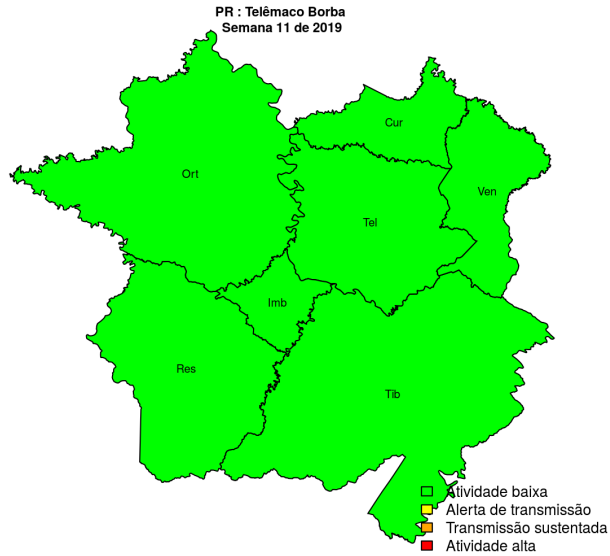 PR : Telêmaco Borba
Semana 11 de 2019
Cur
Ort
Ven
Tel
Imb
Res
Tib
Atividade baixa
Alerta de transmissão
Transmissão sustentada
Atividade alta